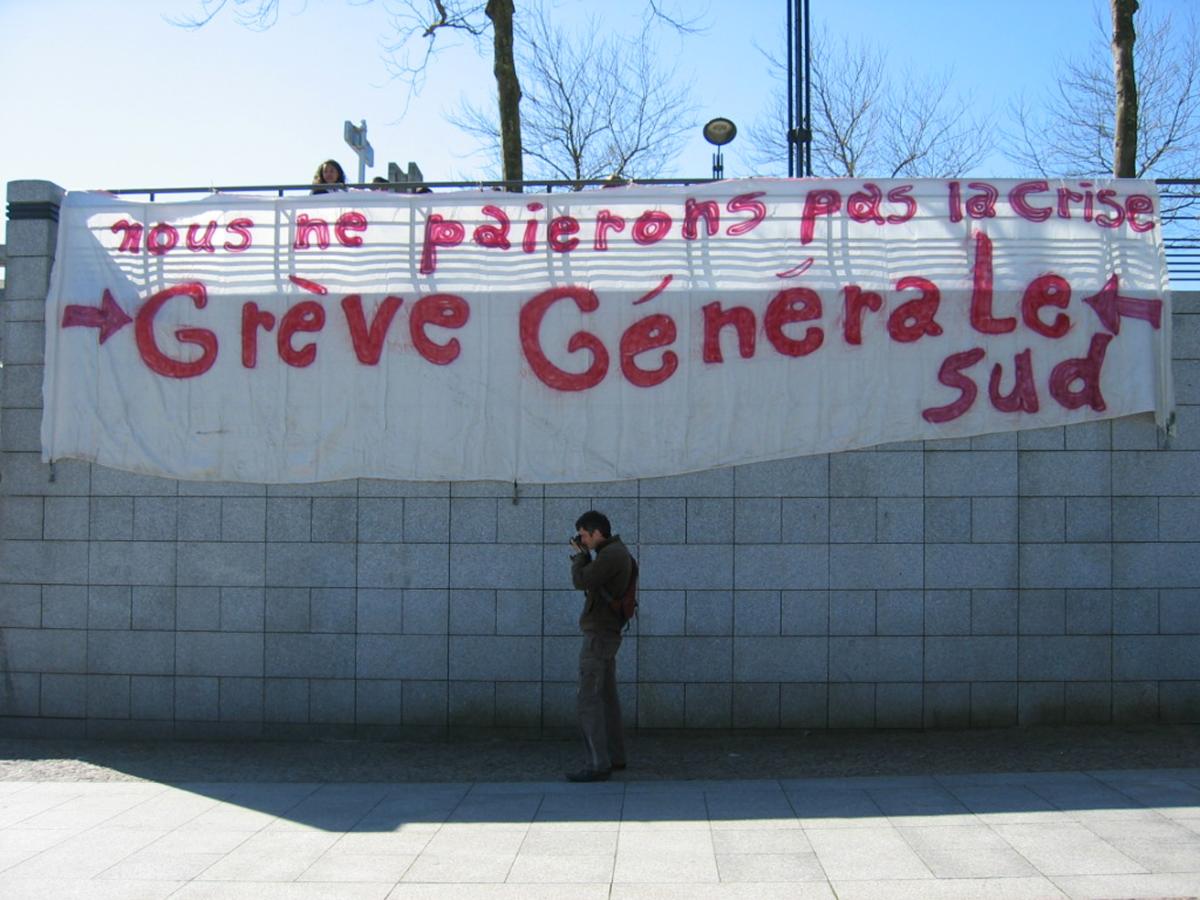 nous ne paierons pas la crise
Grève Générale
sud